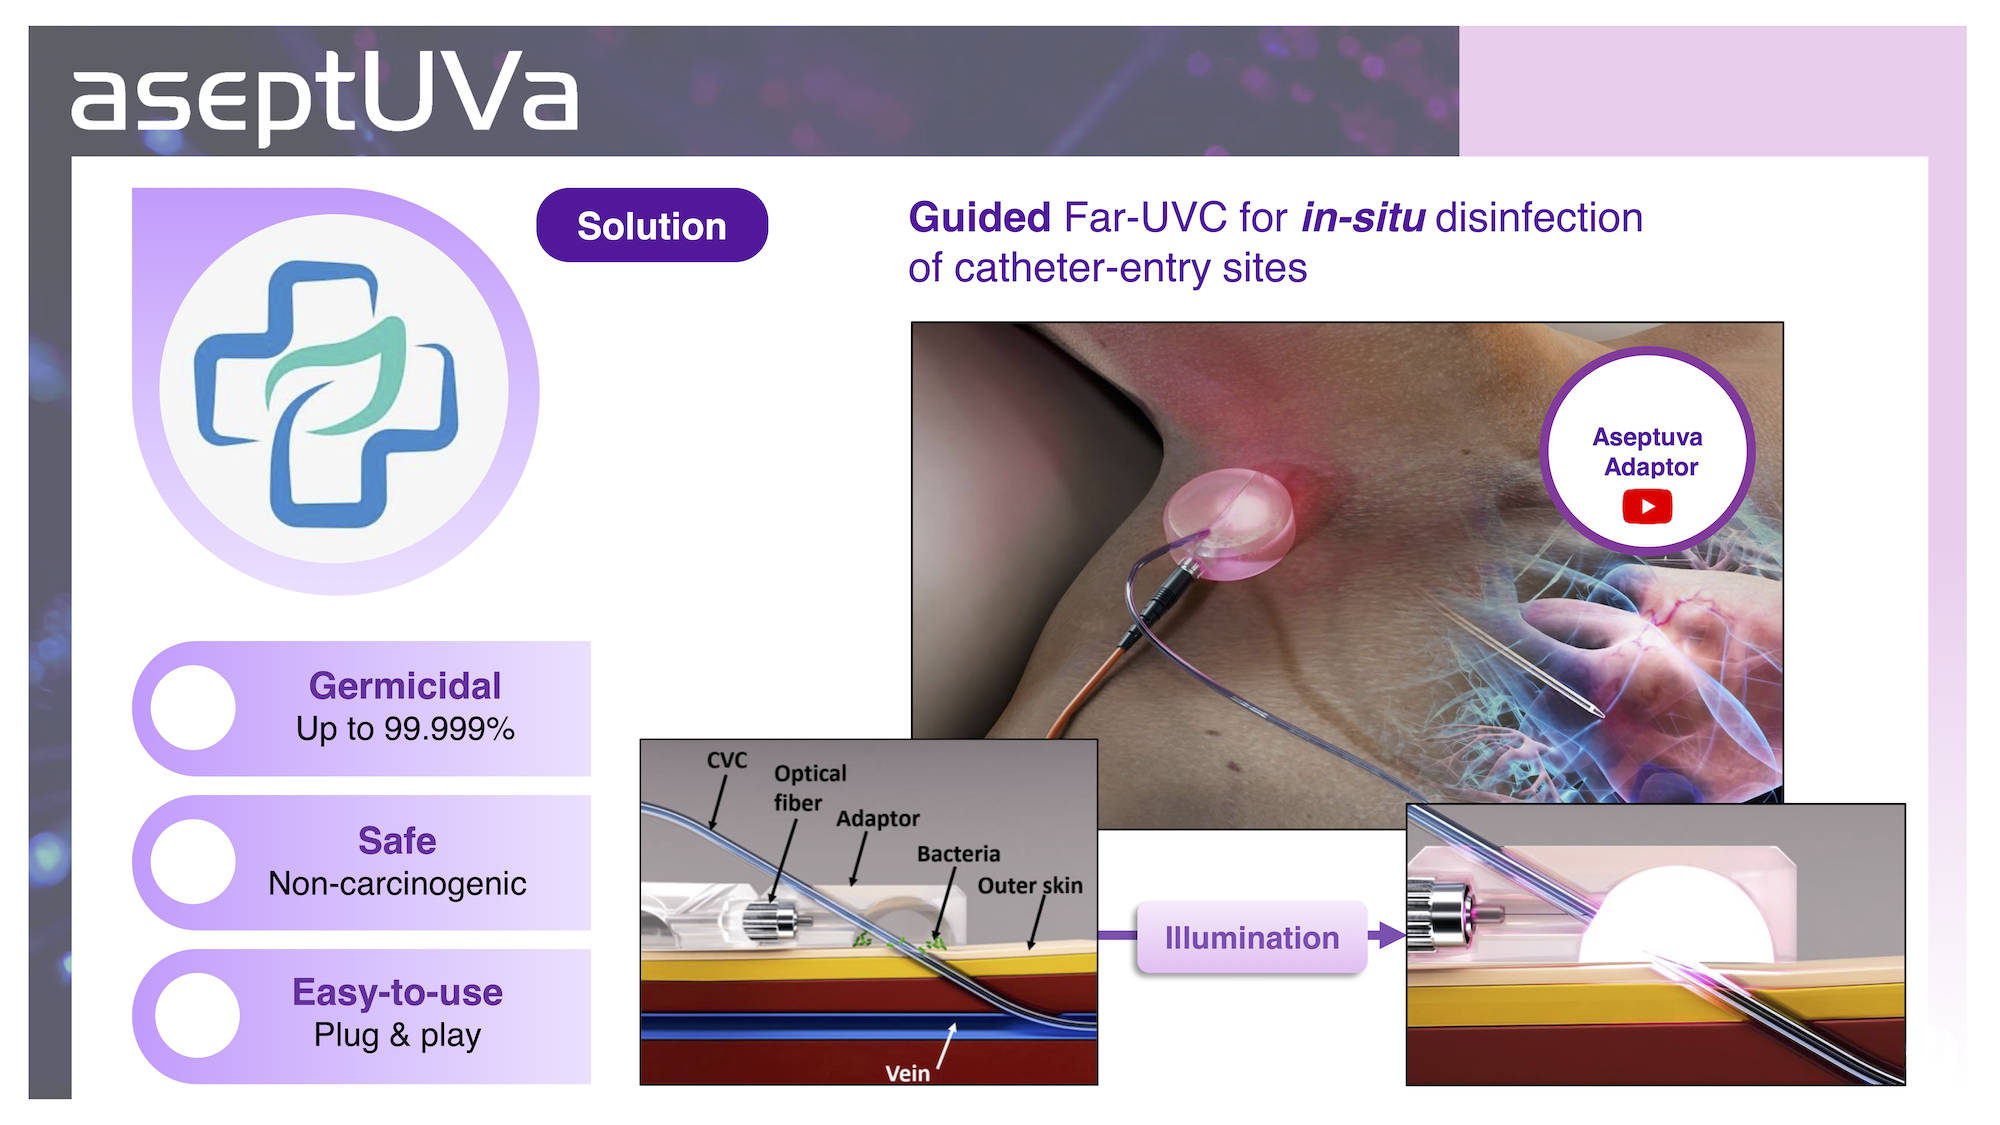 asεptUVa
Solution
Guided Far-UVC for in-situ disinfection
of catheter-entry sites
Aseptuva
Adaptor
Germicidal
Up to 99.999%
Safe
Non-carcinogenic
Easy-to-use
Plug & play
CVC
Optical
fiber
Adaptor
Bacteria
Outer skin
Vein
Illumination